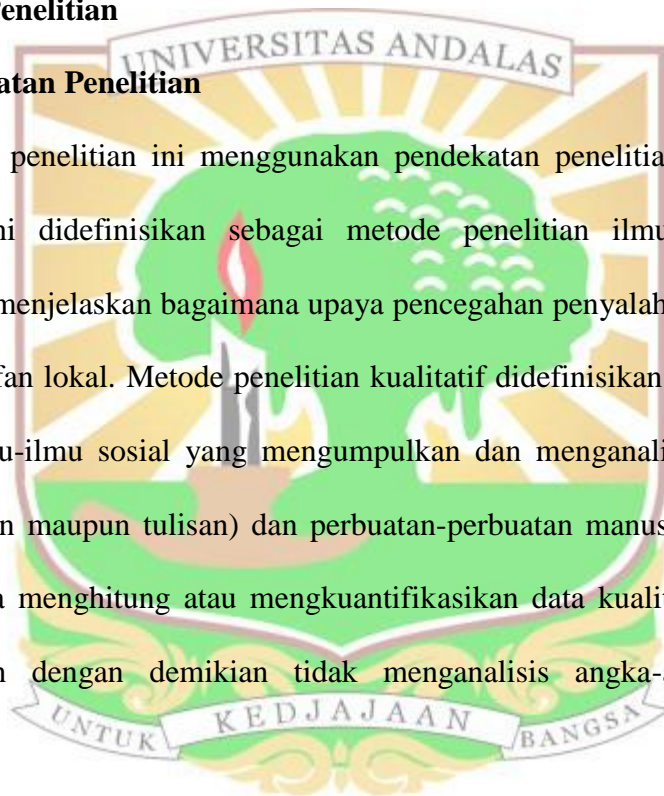 Penelitian
UNIVERSITAS ANDALAS
atan Penelitian
penelitian ini menggunakan pendekatan penelitia
ni didefinisikan sebagai metode penelitian ilmu
menjelaskan bagaimana upaya pencegahan penyalah
fan lokal. Metode penelitian kualitatif didefinisikan
u-ilmu sosial yang mengumpulkan dan menganali
n maupun tulisan) dan perbuatan-perbuatan manus
a menghitung atau mengkuantifikasikan data kuali
n dengan demikian tidak menganalisis angka-a
UNTUK KEDJAJAAN BANGSA